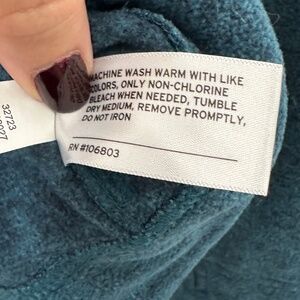 MACHINE WASH WARM WITH LIKE
COLORS, ONLY NON-CHLORINE
BLEACH WHEN NEEDED, TUMBLE
DRY MEDIUM, REMOVE PROMPTLY,
DO NOT IRON
RN #106803
32723